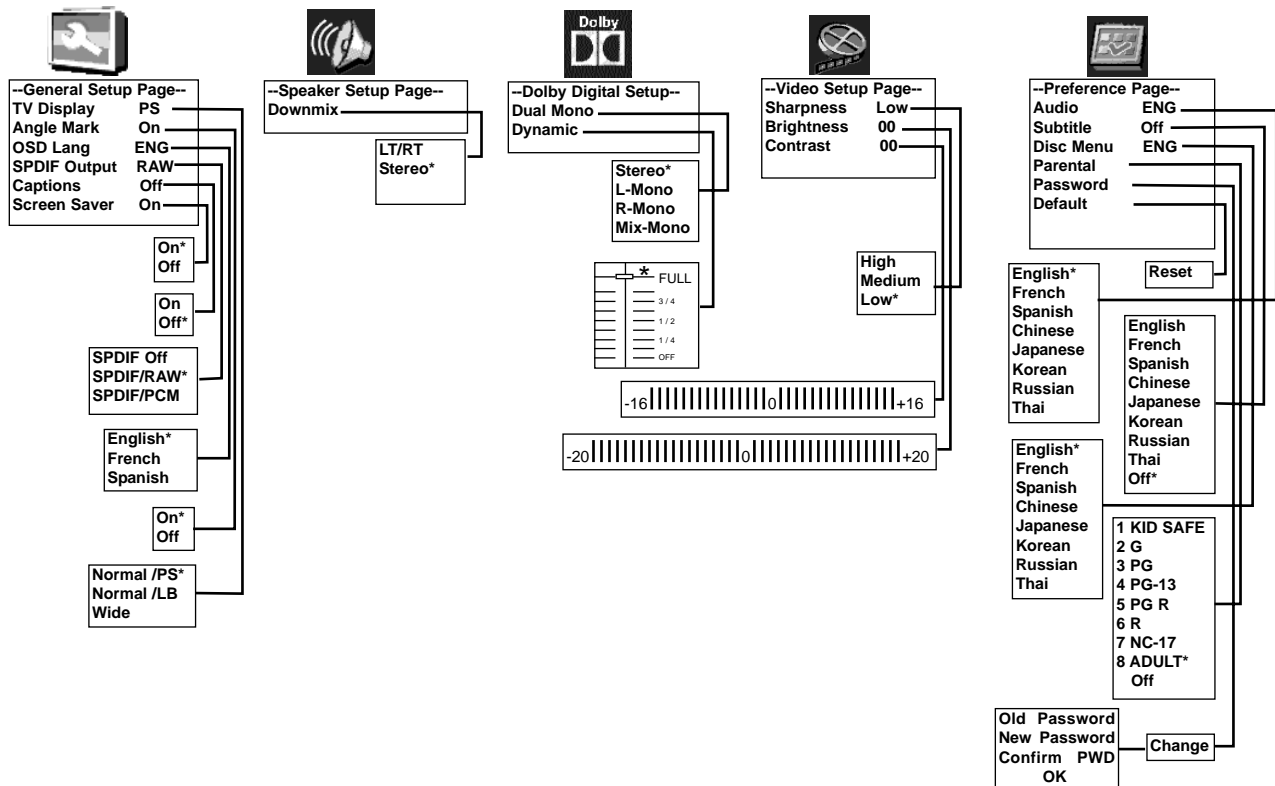 Dolby
--General Setup Page--
TV Display PS
Angle Mark On
OSD Lang ENG
SPDIF Output RAW
Captions Off
Screen Saver On
On*
Off
On
Off*
SPDIF Off
SPDIF/RAW*
SPDIF/PCM
English*
French
Spanish
On*
Off
Normal /PS*
Normal /LB
Wide
--Speaker Setup Page--
Downmix
LT/RT
Stereo*
--Dolby Digital Setup--
Dual Mono
Dynamic
Stereo*
L-Mono
R-Mono
Mix-Mono
* FULL
3 / 4
1 / 2
1 / 4
OFF
--Video Setup Page--
Sharpness Low
Brightness 00
Contrast 00
High
Medium
Low*
-16 0 +16
-20 0 +20
--Preference Page--
Audio ENG
Subtitle Off
Disc Menu ENG
Parental
Password
Default
Reset
English*
French
Spanish
Chinese
Japanese
Korean
Russian
Thai
English
French
Spanish
Chinese
Japanese
Korean
Russian
Thai
Off*
English*
French
Spanish
Chinese
Japanese
Korean
Russian
Thai
1 KID SAFE
2 G
3 PG
4 PG-13
5 PG R
6 R
7 NC-17
8 ADULT*
Off
Old Password
New Password
Confirm PWD
OK
Change